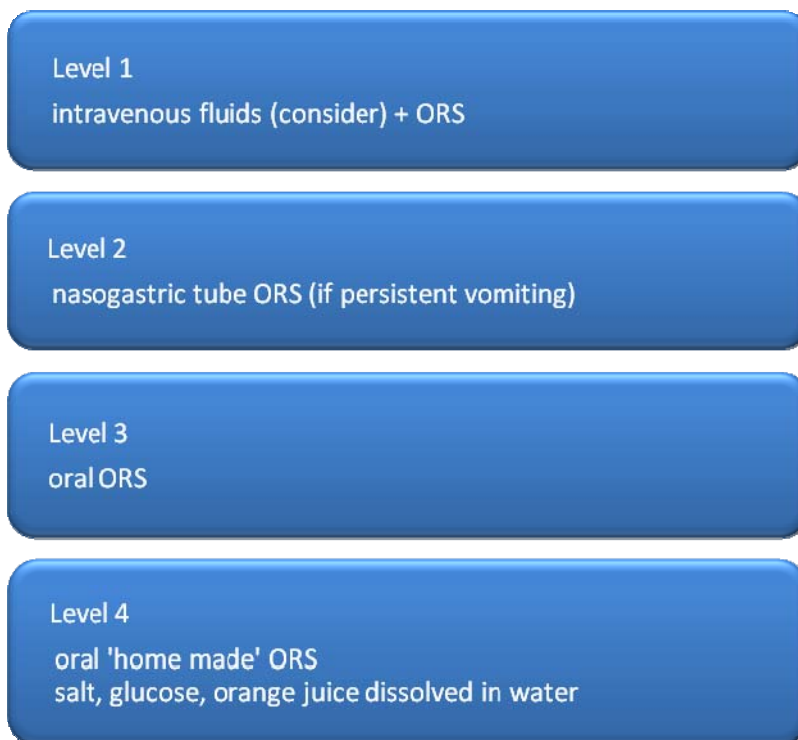 Level 1
intravenous fluids (consider) + ORS
Level 2
nasogastric tube ORS (if persistent vomiting)
Level 3
oral ORS
Level 4
oral 'home made' ORS
salt, glucose, orange juice dissolved in water